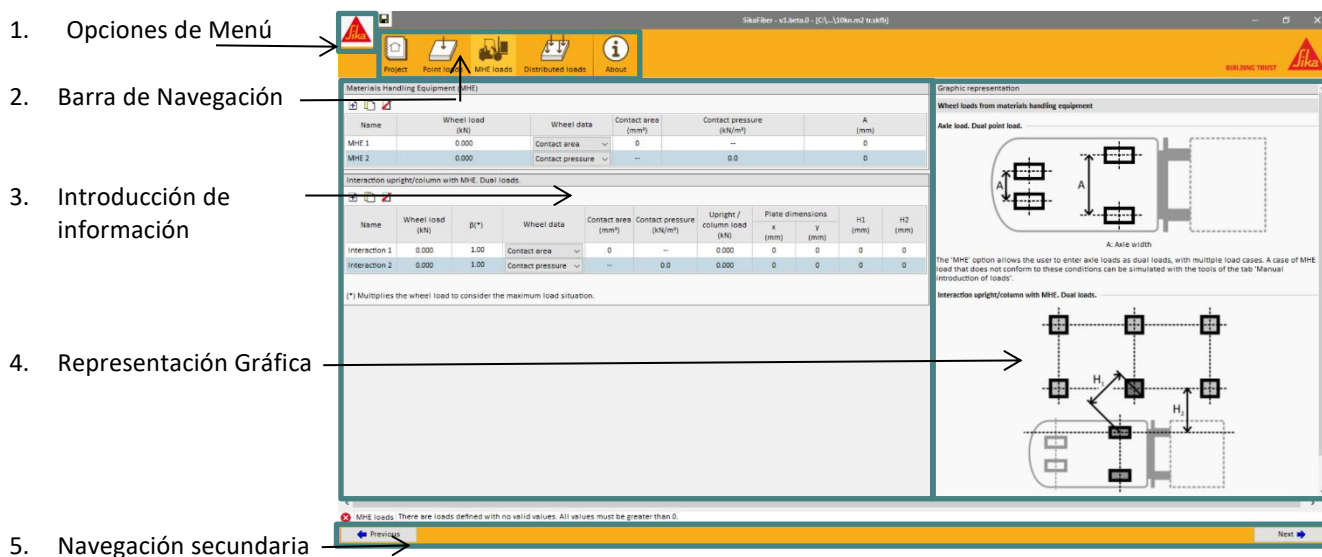 1. Opciones de Menú
2. Barra de Navegación
3. Introducción de
información
4. Representación Gráfica
5. Navegación secundaria
Sika
SikaFiber - v1.beta.0 - [C:\,..\10kn.m2 tr.skfb]
Project Point loads MHE loads Distributed loads About
BUILDING TRUST
Sika
Materials Handling Equipment (MHE)
Name Wheel load (kN) Wheel data Contact area (mm²) Contact pressure (kN/m²) A (mm)
MHE 1 0.000 Contact area 0 -- 0
MHE 2 0.000 Contact pressure -- 0.0 0
Interaction upright/column with MHE. Dual loads.
Name Wheel load (kN) β(*) Wheel data Contact area (mm²) Contact pressure (kN/m²) Upright / column load (kN) Plate dimensions x (mm) y (mm) H1 (mm) H2 (mm)
Interaction 1 0.000 1.00 Contact area 0 -- 0.000 0 0 0 0
Interaction 2 0.000 1.00 Contact pressure -- 0.0 0.000 0 0 0 0
(*) Multiplies the wheel load to consider the maximum load situation.
Graphic representation
Wheel loads from materials handling equipment
Axle load. Dual point load.
A A
A: Axle width
The 'MHE' option allows the user to enter axle loads as dual loads, with multiple load cases. A case of MHE
load that does not conform to these conditions can be simulated with the tools of the tab 'Manual
introduction of loads'.
Interaction upright/column with MHE. Dual loads.
H₁
H₂
MHE loads There are loads defined with no valid values. All values must be greater than 0.
Previous Next